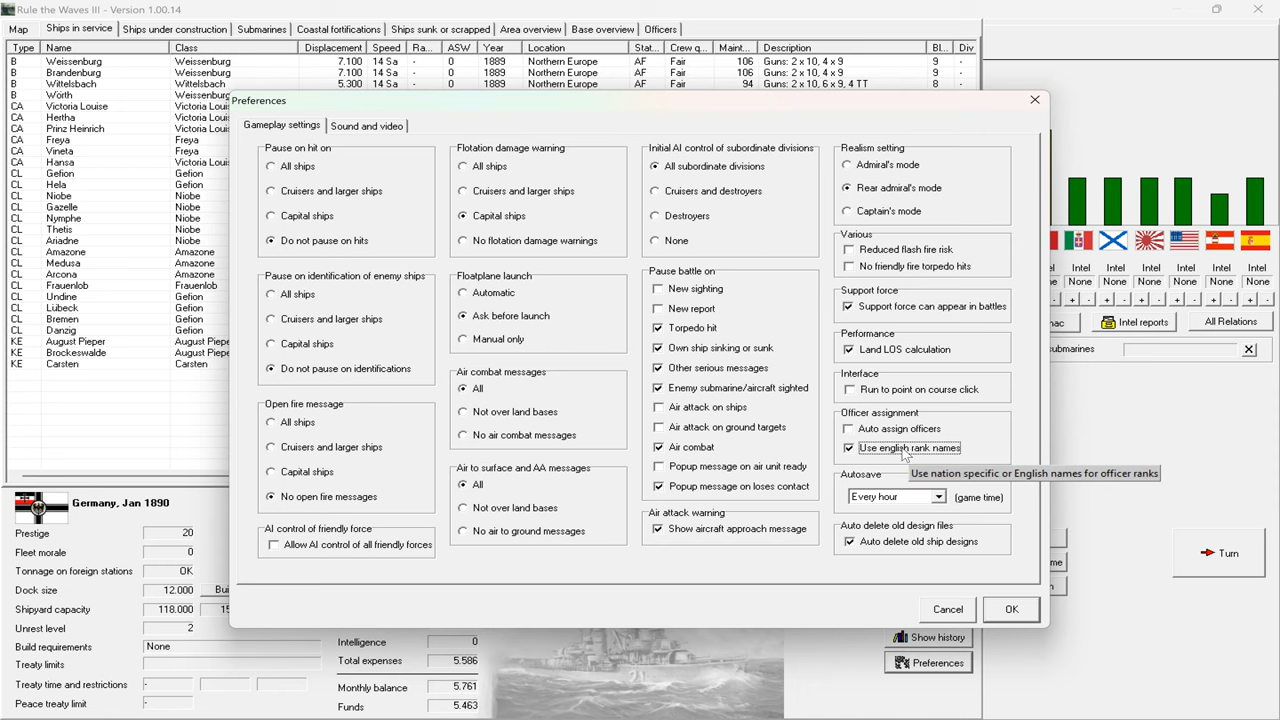 Rule the Waves III - Version 1.00.14
Map Ships in service Ships under construction Submarines Coastal fortifications Ships sunk or scrapped Area overview Base overview Officers
Type Name Class Displacement Speed Ra... ASW Year Location Stat... Crew q... Maint... Description Bl... Div
B Weissenburg Weissenburg 7.100 14 Sa - 0 1889 Northern Europe AF Fair 106 Guns: 2 x 10, 4 x 9 9 -
B Brandenburg Weissenburg 7.100 14 Sa - 0 1889 Northern Europe AF Fair 106 Guns: 2 x 10, 4 x 9 9 -
B Wittelsbach Wittelsbach 5.300 14 Sa - 0 1889 Northern Europe AF Fair 94 Guns: 2 x 10, 6 x 9, 4 TT 8 -
B Wörth Weissenburg
CA Victoria Louise Victoria Loui
CA Hertha Victoria Loui
CA Prinz Heinrich Victoria Loui
CA Freya Freya
CA Vineta Freya
CA Hansa Victoria Loui
CL Gefion Gefion
CL Hela Gefion
CL Niobe Niobe
CL Gazelle Niobe
CL Nymphe Niobe
CL Thetis Niobe
CL Ariadne Niobe
CL Amazone Amazone
CL Medusa Amazone
CL Arcona Amazone
CL Frauenlob Frauenlob
CL Undine Gefion
CL Lübeck Gefion
CL Bremen Gefion
CL Danzig Gefion
KE August Pieper August Piepe
KE Brockeswalde August Piepe
KE Carsten August Piepe
Preferences
Gameplay settings Sound and video
Pause on hit on
All ships
Cruisers and larger ships
Capital ships
Do not pause on hits
Pause on identification of enemy ships
All ships
Cruisers and larger ships
Capital ships
Do not pause on identifications
Open fire message
All ships
Cruisers and larger ships
Capital ships
No open fire messages
AI control of friendly force
Allow AI control of all friendly forces
Flotation damage warning
All ships
Cruisers and larger ships
Capital ships
No flotation damage warnings
Floatplane launch
Automatic
Ask before launch
Manual only
Air combat messages
All
Not over land bases
No air combat messages
Air to surface and AA messages
All
Not over land bases
No air to ground messages
Initial AI control of subordinate divisions
All subordinate divisions
Cruisers and destroyers
Destroyers
None
Pause battle on
New sighting
New report
Torpedo hit
Own ship sinking or sunk
Other serious messages
Enemy submarine/aircraft sighted
Air attack on ships
Air attack on ground targets
Air combat
Popup message on air unit ready
Popup message on loses contact
Air attack warning
Show aircraft approach message
Realism setting
Admiral's mode
Rear admiral's mode
Captain's mode
Various
Reduced flash fire risk
No friendly fire torpedo hits
Support force
Support force can appear in battles
Performance
Land LOS calculation
Interface
Run to point on course click
Officer assignment
Auto assign officers
Use english rank names
Use nation specific or English names for officer ranks
Autosave
Every hour (game time)
Auto delete old design files
Auto delete old ship designs
Cancel OK
el Intel Intel Intel Intel Intel Intel
e None None None None None None
- + - + - + - + - + - + -
nac Intel reports All Relations
submarines
Turn
me
n
Show history
Preferences
Germany, Jan 1890
Prestige 20
Fleet morale 0
Tonnage on foreign stations OK
Dock size 12.000 Bui
Shipyard capacity 118.000 15
Unrest level 2
Build requirements None
Treaty limits
Treaty time and restrictions -
Peace treaty limit -
Intelligence 0
Total expenses 5.586
Monthly balance 5.761
Funds 5.463